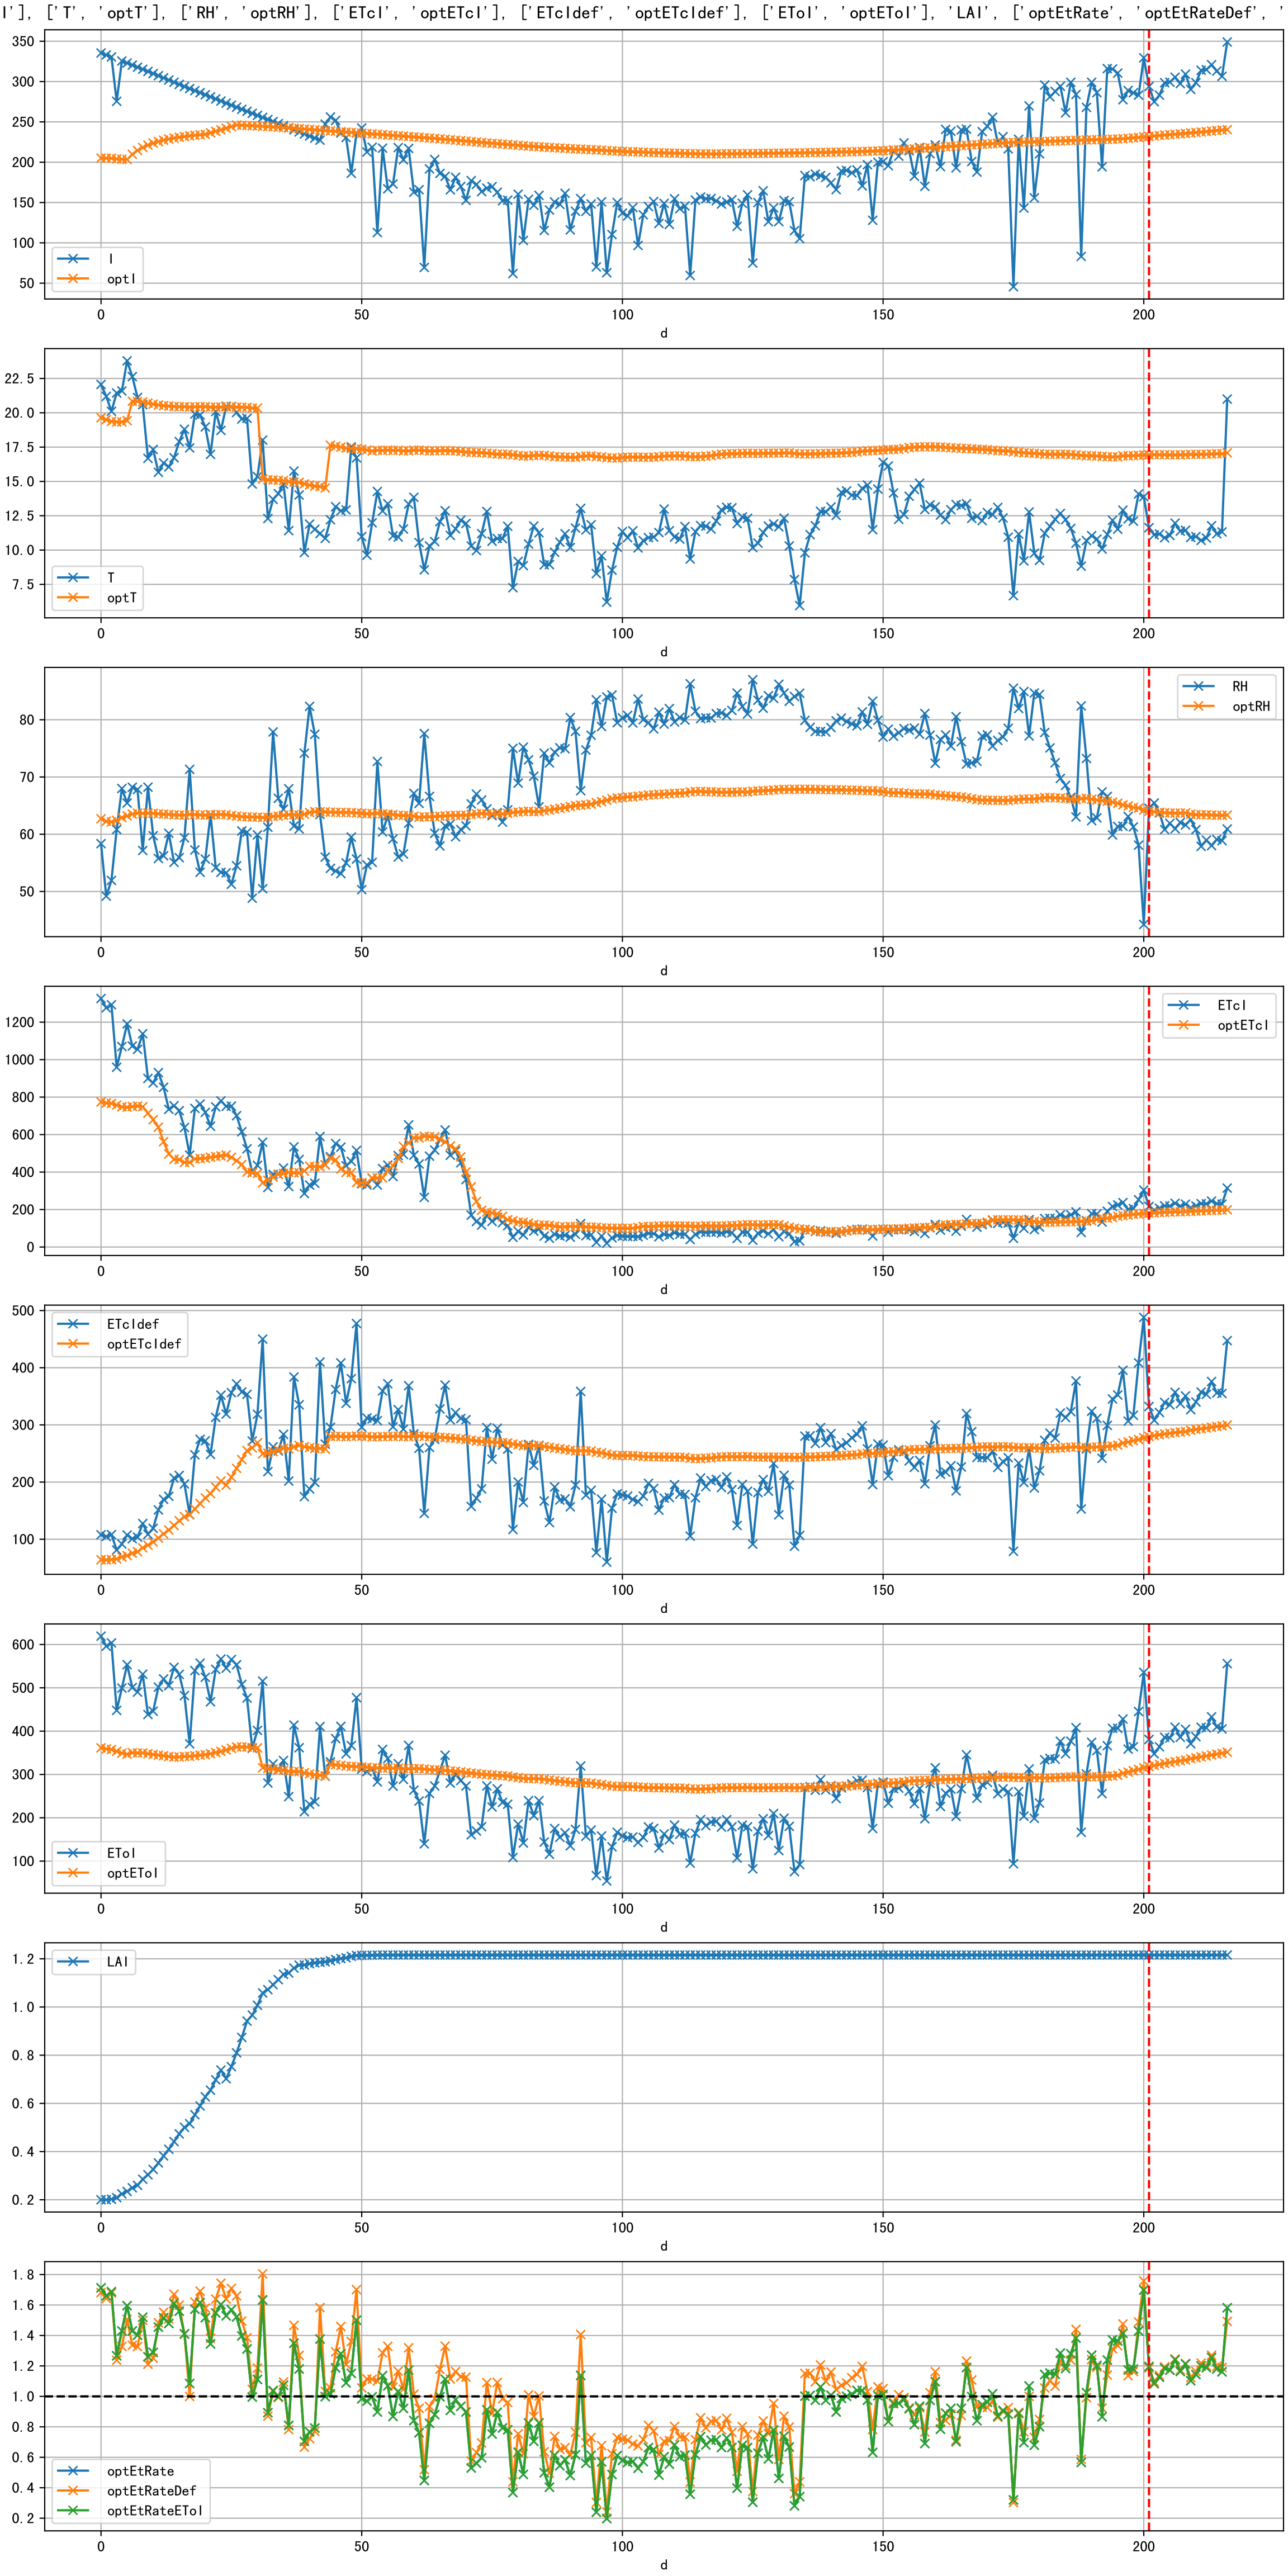 I'], ['T', 'optT'], ['RH', 'optRH'], ['ETcI', 'optETcI'], ['ETcIdef', 'optETcIdef'], ['EToI', 'optEToI'], 'LAI', ['optEtRate', 'optEtRateDef', '
350
300
250
200
150
100
50
I
optI
0 50 100 150 200
d
22.5
20.0
17.5
15.0
12.5
10.0
7.5
T
optT
0 50 100 150 200
d
80
70
60
50
RH
optRH
0 50 100 150 200
d
1200
1000
800
600
400
200
0
ETcI
optETcI
0 50 100 150 200
d
500
400
300
200
100
ETcIdef
optETcIdef
0 50 100 150 200
d
600
500
400
300
200
100
EToI
optEToI
0 50 100 150 200
d
1.2
1.0
0.8
0.6
0.4
0.2
LAI
0 50 100 150 200
d
1.8
1.6
1.4
1.2
1.0
0.8
0.6
0.4
0.2
optEtRate
optEtRateDef
optEtRateEToI
0 50 100 150 200
d